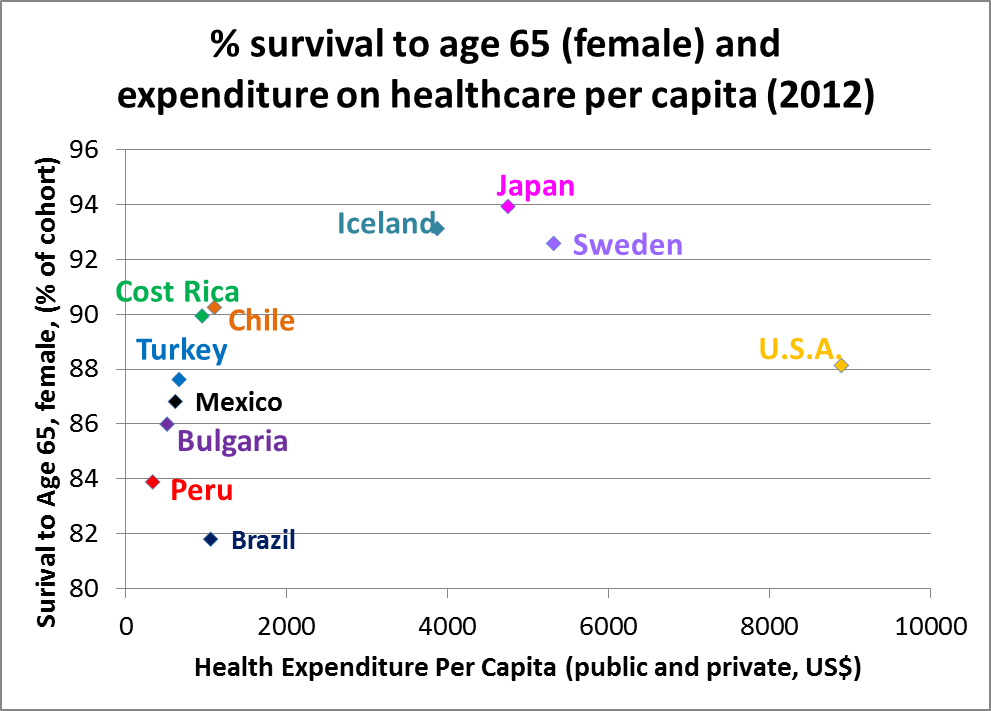 % survival to age 65 (female) and
expenditure on healthcare per capita (2012)
Surival to Age 65, female, (% of cohort)
96
94
92
90
88
86
84
82
80
Japan
Iceland
Sweden
Cost Rica
Chile
Turkey
U.S.A.
Mexico
Bulgaria
Peru
Brazil
0 2000 4000 6000 8000 10000
Health Expenditure Per Capita (public and private, US$)